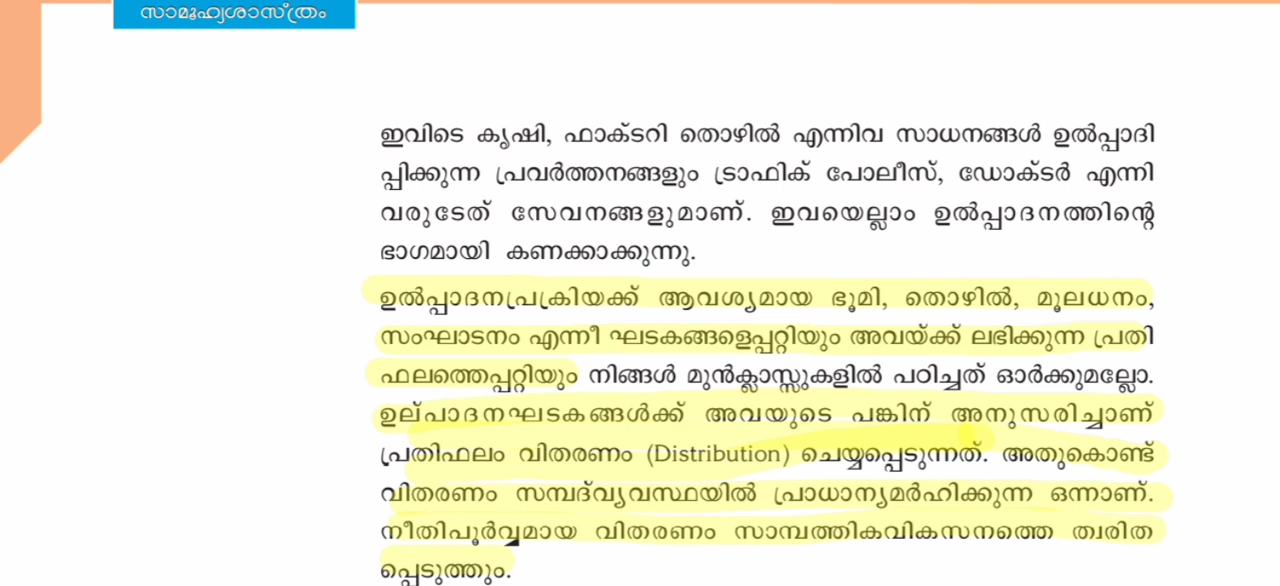 സാമൂഹ്യശാസ്ത്രം
ഇവിടെ കൃഷി, ഫാക്ടറി തൊഴിൽ എന്നിവ സാധനങ്ങൾ ഉൽപ്പാദി
പ്പിക്കുന്ന പ്രവർത്തനങ്ങളും ട്രാഫിക് പോലീസ്, ഡോക്ടർ എന്നി
വരുടേത് സേവനങ്ങളുമാണ്. ഇവയെല്ലാം ഉൽപ്പാദനത്തിന്റെ
ഭാഗമായി കണക്കാക്കുന്നു.
ഉൽപ്പാദനപ്രക്രിയക്ക് ആവശ്യമായ ഭൂമി, തൊഴിൽ, മൂലധനം,
സംഘാടനം എന്നീ ഘടകങ്ങളെപ്പറ്റിയും അവയ്ക്ക് ലഭിക്കുന്ന പ്രതി
ഫലത്തെപ്പറ്റിയും നിങ്ങൾ മുൻക്ലാസ്സുകളിൽ പഠിച്ചത് ഓർക്കുമല്ലോ.
ഉല്പാദനഘടകങ്ങൾക്ക് അവയുടെ പങ്കിന് അനുസരിച്ചാണ്
പ്രതിഫലം വിതരണം (Distribution) ചെയ്യപ്പെടുന്നത്. അതുകൊണ്ട്
വിതരണം സമ്പദ്‌വ്യവസ്ഥയിൽ പ്രാധാന്യമർഹിക്കുന്ന ഒന്നാണ്.
നീതിപൂർവ്വമായ വിതരണം സാമ്പത്തികവികസനത്തെ ത്വരിത
പ്പെടുത്തും.